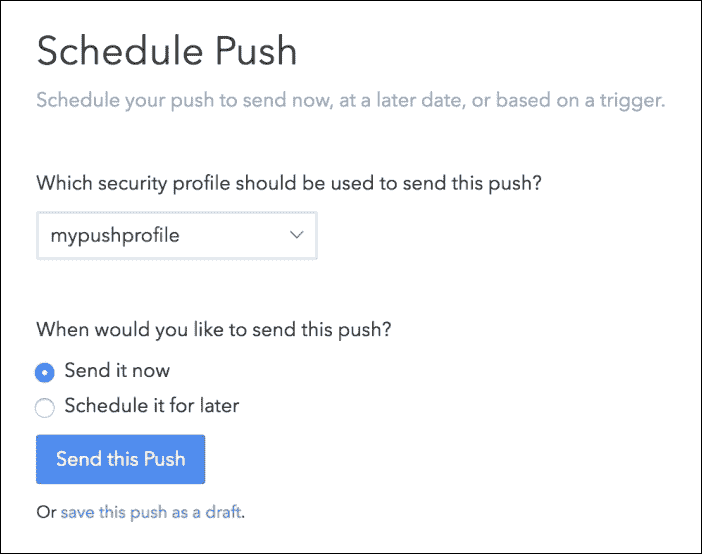 Schedule Push
Schedule your push to send now, at a later date, or based on a trigger.
Which security profile should be used to send this push?
mypushprofile
When would you like to send this push?
Send it now
Schedule it for later
Send this Push
Or save this push as a draft.